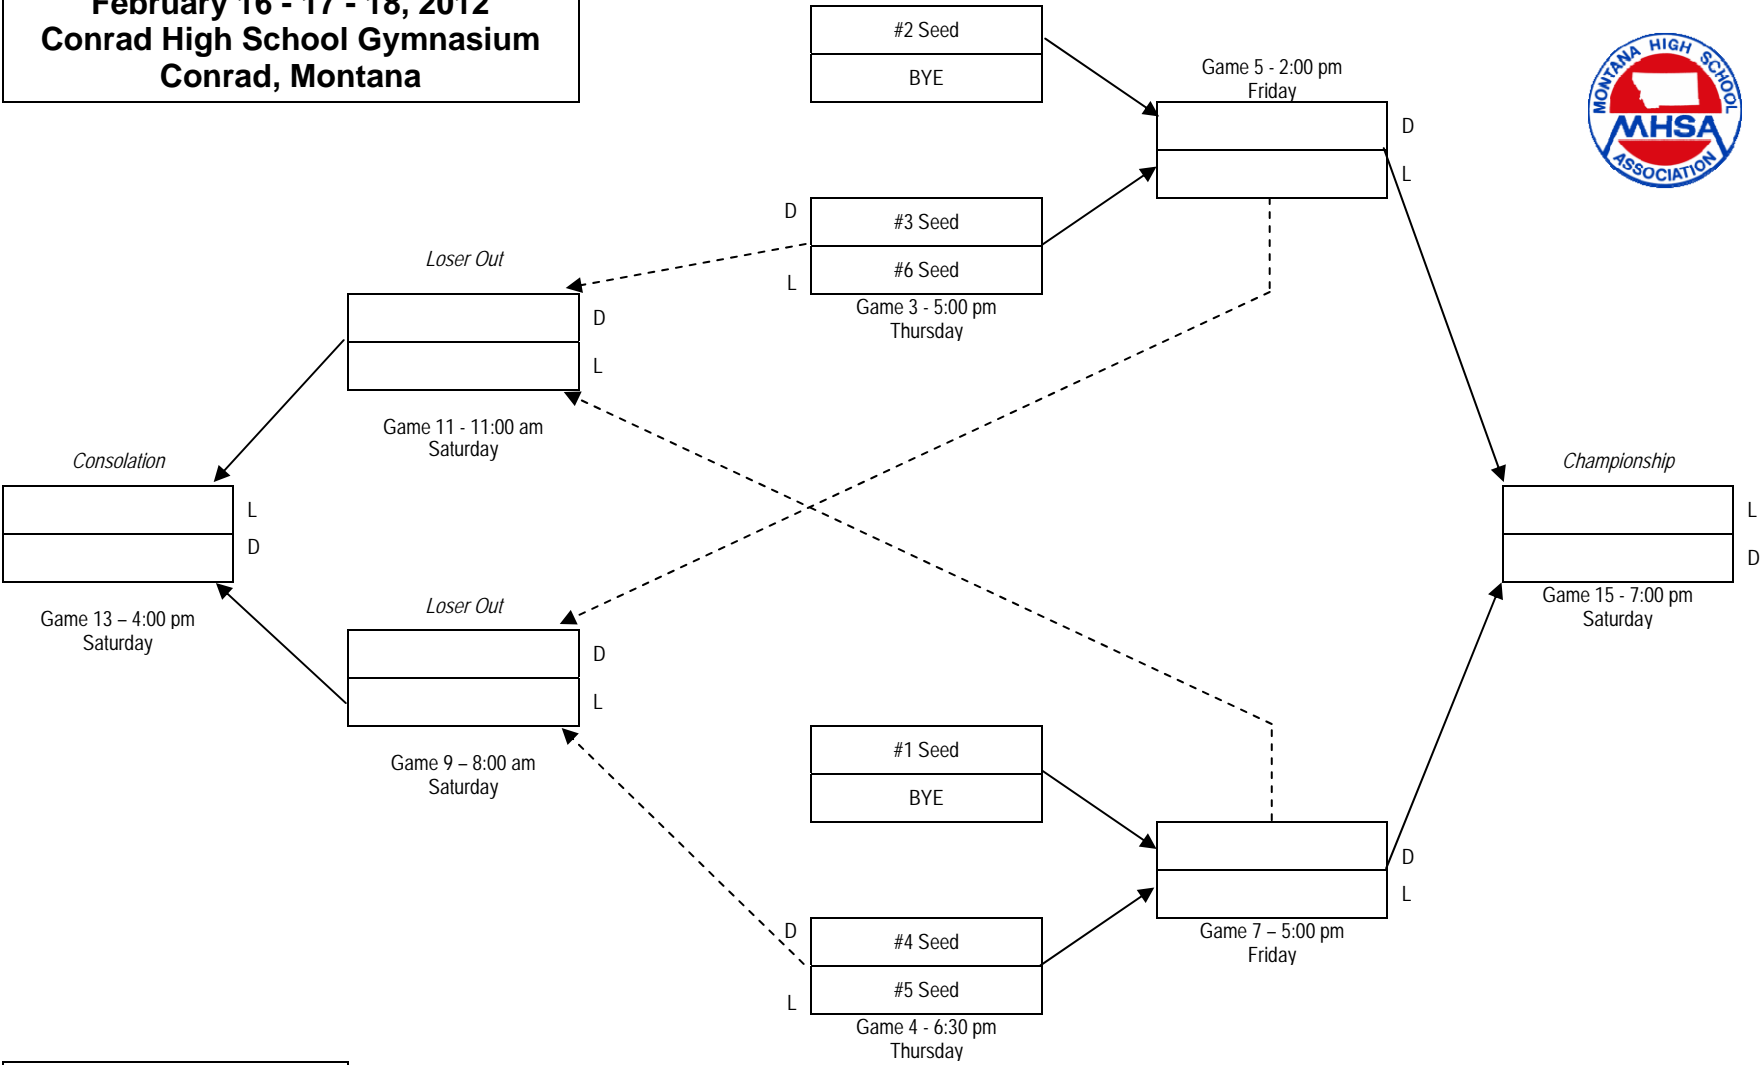 February 16 - 17 - 18, 2012
Conrad High School Gymnasium
Conrad, Montana
#2 Seed
BYE
Game 5 - 2:00 pm
Friday
D
L
MONTANA HIGH SCHOOL
MHSA
ASSOCIATION
D
#3 Seed
L
#6 Seed
Game 3 - 5:00 pm
Thursday
Loser Out
D
L
Game 11 - 11:00 am
Saturday
Consolation
L
D
Game 13 – 4:00 pm
Saturday
Championship
L
D
Game 15 - 7:00 pm
Saturday
Loser Out
D
L
Game 9 – 8:00 am
Saturday
#1 Seed
BYE
D
L
Game 7 – 5:00 pm
Friday
D
#4 Seed
L
#5 Seed
Game 4 - 6:30 pm
Thursday